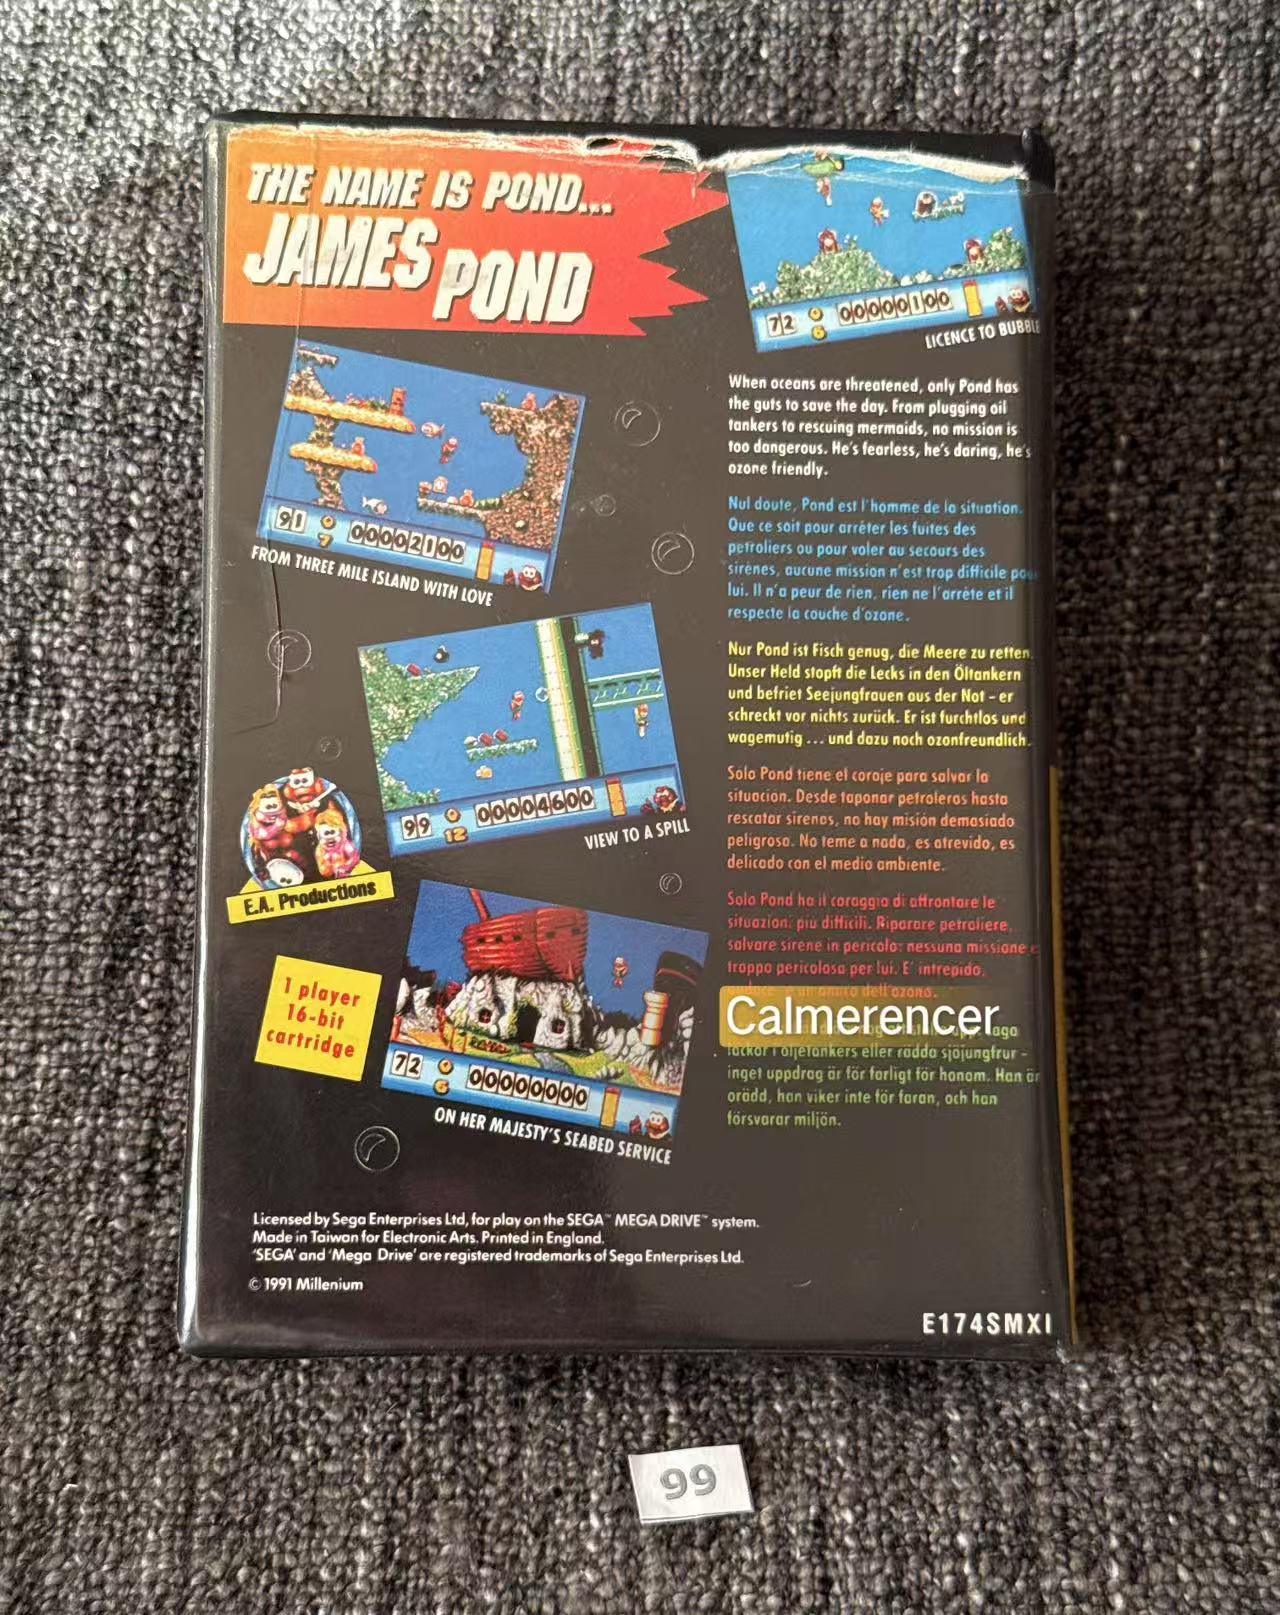 THE NAME IS POND...
JAMES POND
72 6 00000100
LICENCE TO BUBBLE
91 7 00002100
FROM THREE MILE ISLAND WITH LOVE
99 12 00004600
VIEW TO A SPILL
E.A. Productions
1 player
16-bit
cartridge
72 6 00000000
ON HER MAJESTY'S SEABED SERVICE
When oceans are threatened, only Pond has
the guts to save the day. From plugging oil
tankers to rescuing mermaids, no mission is
too dangerous. He's fearless, he's daring, he's
ozone friendly.
Nul doute, Pond est l'homme de la situation.
Que ce soit pour arrêter les fuites des
petroliers ou pour voler au secours des
sirènes, aucune mission n'est trop difficile pour
lui. Il n'a peur de rien, rien ne l'arrête et il
respecte la couche d'ozone.
Nur Pond ist Fisch genug, die Meere zu retten.
Unser Held stopft die Lecks in den Öltankern
und befriet Seejungfrauen aus der Not - er
schreckt vor nichts zurück. Er ist furchtlos und
wagemutig ... und dazu noch ozonfreundlich.
Sólo Pond tiene el coraje para salvar la
situación. Desde taponar petroleros hasta
rescatar sirenas, no hay misión demasiado
peligrosa. No teme a nada, es atrevido, es
delicado con el medio ambiente.
Solo Pond ha il coraggio di affrontare le
situazioni più difficili. Riparare petroliere,
salvare sirene in pericolo: nessuna missione e
troppo pericolosa per lui. E' intrepido,
dell'ozono.
Calmerencer
läckor i oljetankers eller rädda sjöjungfrur -
inget uppdrag är för farligt för honom. Han är
orädd, han viker inte för faran, och han
försvarar miljön.
Licensed by Sega Enterprises Ltd, for play on the SEGA™ MEGA DRIVE™ system.
Made in Taiwan for Electronic Arts. Printed in England.
'SEGA' and 'Mega Drive' are registered trademarks of Sega Enterprises Ltd.
© 1991 Millenium
E174SMXI
99